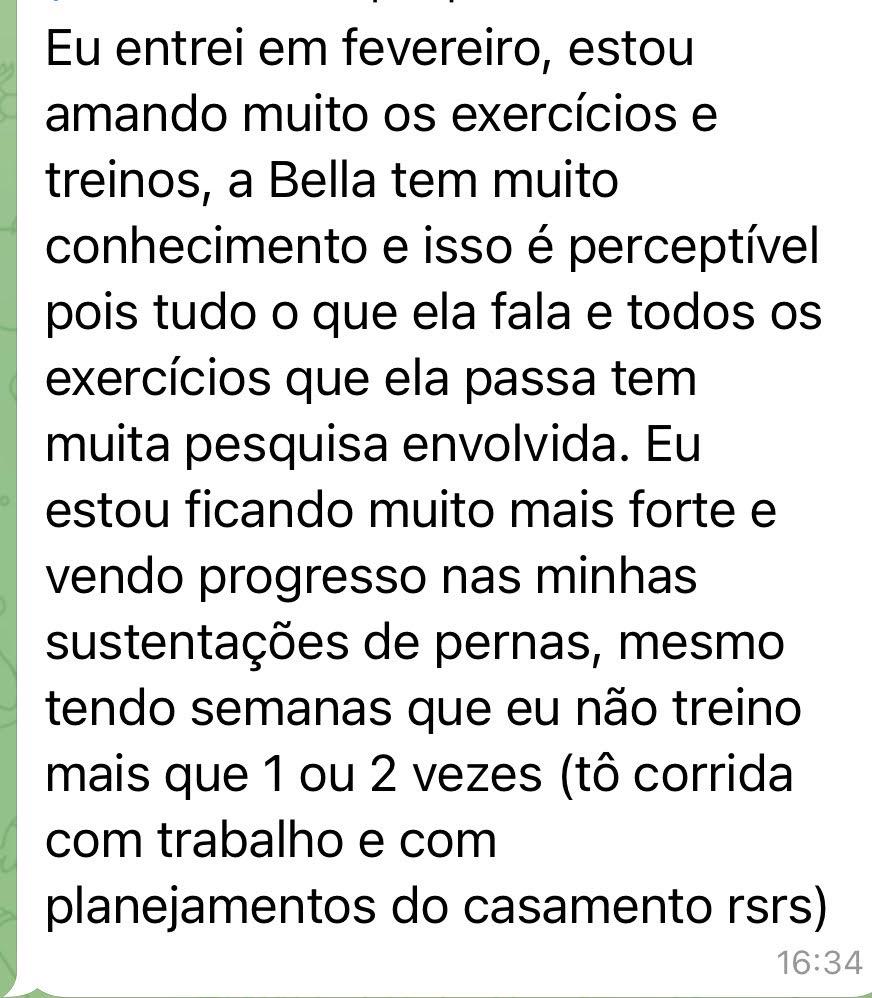 Eu entrei em fevereiro, estou
amando muito os exercícios e
treinos, a Bella tem muito
conhecimento e isso é perceptível
pois tudo o que ela fala e todos os
exercícios que ela passa tem
muita pesquisa envolvida. Eu
estou ficando muito mais forte e
vendo progresso nas minhas
sustentações de pernas, mesmo
tendo semanas que eu não treino
mais que 1 ou 2 vezes (tô corrida
com trabalho e com
planejamentos do casamento rsrs)
16:34